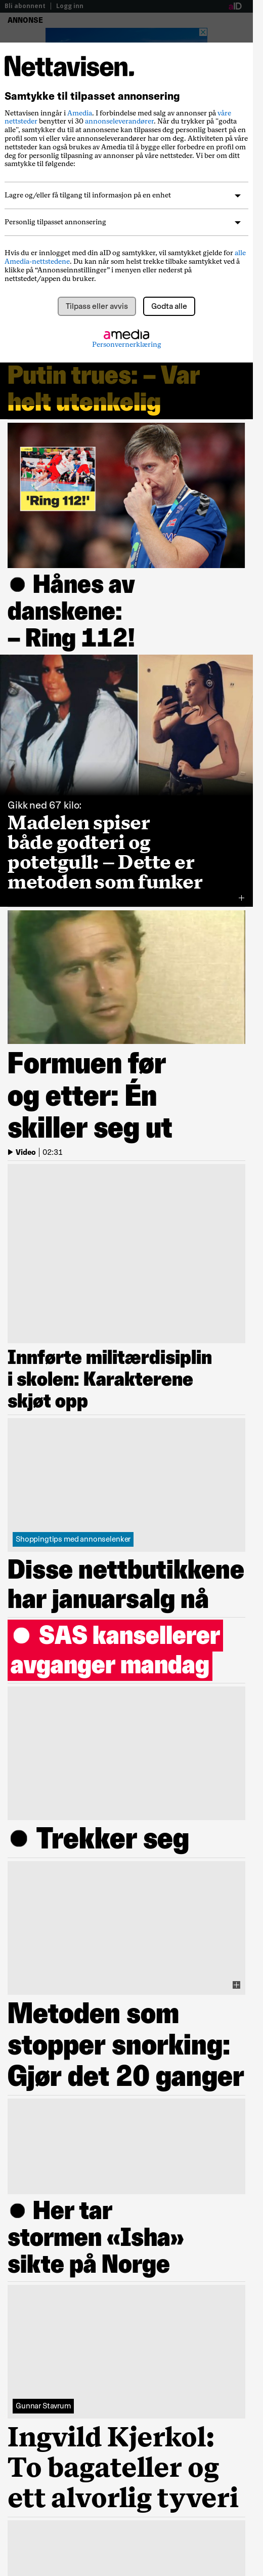 Bli abonnent | Logg inn
aID
ANNONSE
Nettavisen.
Samtykke til tilpasset annonsering
Nettavisen inngår i Amedia. I forbindelse med salg av annonser på våre
nettsteder benytter vi 30 annonseleverandører. Når du trykker på "godta
alle", samtykker du til at annonsene kan tilpasses deg personlig basert på en
profil som vi eller våre annonseleverandører har om deg. Aktiviteten på våre
nettsteder kan også brukes av Amedia til å bygge eller forbedre en profil om
deg for personlig tilpasning av annonser på våre nettsteder. Vi ber om ditt
samtykke til følgende:
Lagre og/eller få tilgang til informasjon på en enhet
Personlig tilpasset annonsering
Hvis du er innlogget med din aID og samtykker, vil samtykket gjelde for alle
Amedia-nettstedene. Du kan når som helst trekke tilbake samtykket ved å
klikke på “Annonseinnstillinger” i menyen eller nederst på
nettstedet/appen du bruker.
Tilpass eller avvis
Godta alle
amedia
Personvernerklæring
Putin trues: – Var
helt utenkelig
'Ring 112!'
● Hånes av
danskene:
– Ring 112!
Gikk ned 67 kilo:
Madelen spiser
både godteri og
potetgull: – Dette er
metoden som funker
Formuen før
og etter: Én
skiller seg ut
Video | 02:31
Innførte militærdisiplin
i skolen: Karakterene
skjøt opp
Shoppingtips med annonselenker
Disse nettbutikkene
har januarsalg nå
● SAS kansellerer
avganger mandag
● Trekker seg
Metoden som
stopper snorking:
Gjør det 20 ganger
● Her tar
stormen «Isha»
sikte på Norge
Gunnar Stavrum
Ingvild Kjerkol:
To bagateller og
ett alvorlig tyveri